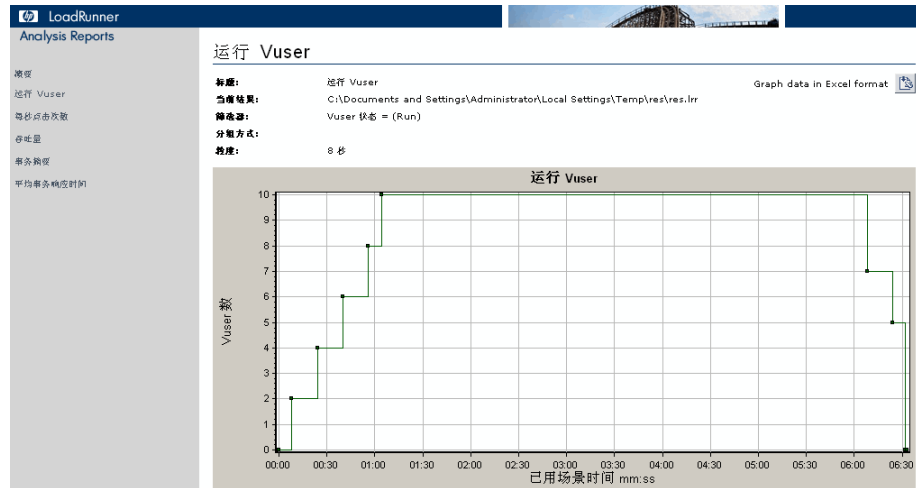 hp LoadRunner
Analysis Reports
概要
运行 Vuser
每秒点击次数
吞吐量
事务摘要
平均事务响应时间
运行 Vuser
标题: 运行 Vuser
当前结果: C:\Documents and Settings\Administrator\Local Settings\Temp\res\res.lrr
筛选器: Vuser 状态 = (Run)
分组方式:
粒度: 8 秒
Graph data in Excel format
运行 Vuser
Vuser 数
10
9
8
7
6
5
4
3
2
1
0
00:00 00:30 01:00 01:30 02:00 02:30 03:00 03:30 04:00 04:30 05:00 05:30 06:00 06:30
已用场景时间 mm:ss